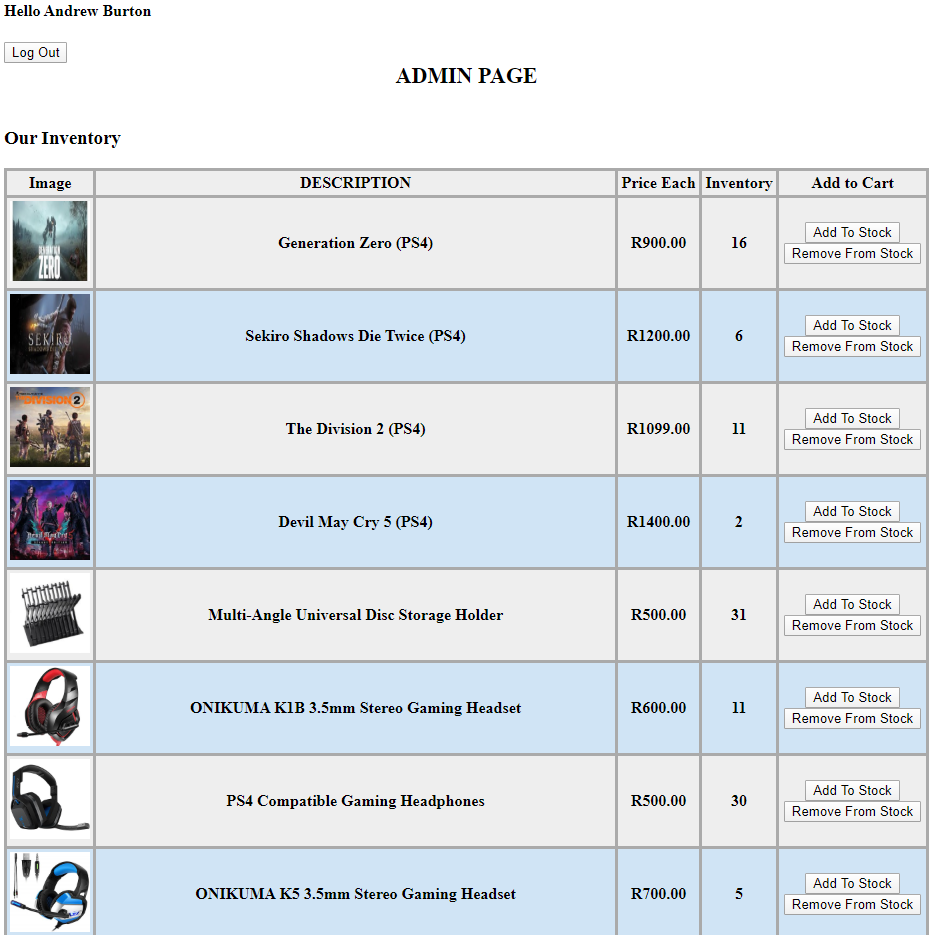 Hello Andrew Burton
Log Out
ADMIN PAGE
Our Inventory
Image DESCRIPTION Price Each Inventory Add to Cart
GENERATION ZERO
Generation Zero (PS4) R900.00 16
Add To Stock
Remove From Stock
SEKIRO
Sekiro Shadows Die Twice (PS4) R1200.00 6
Add To Stock
Remove From Stock
DIVISION 2
The Division 2 (PS4) R1099.00 11
Add To Stock
Remove From Stock
Devil May Cry 5 (PS4) R1400.00 2
Add To Stock
Remove From Stock
Multi-Angle Universal Disc Storage Holder R500.00 31
Add To Stock
Remove From Stock
ONIKUMA K1B 3.5mm Stereo Gaming Headset R600.00 11
Add To Stock
Remove From Stock
PS4 Compatible Gaming Headphones R500.00 30
Add To Stock
Remove From Stock
ONIKUMA K5 3.5mm Stereo Gaming Headset R700.00 5
Add To Stock
Remove From Stock